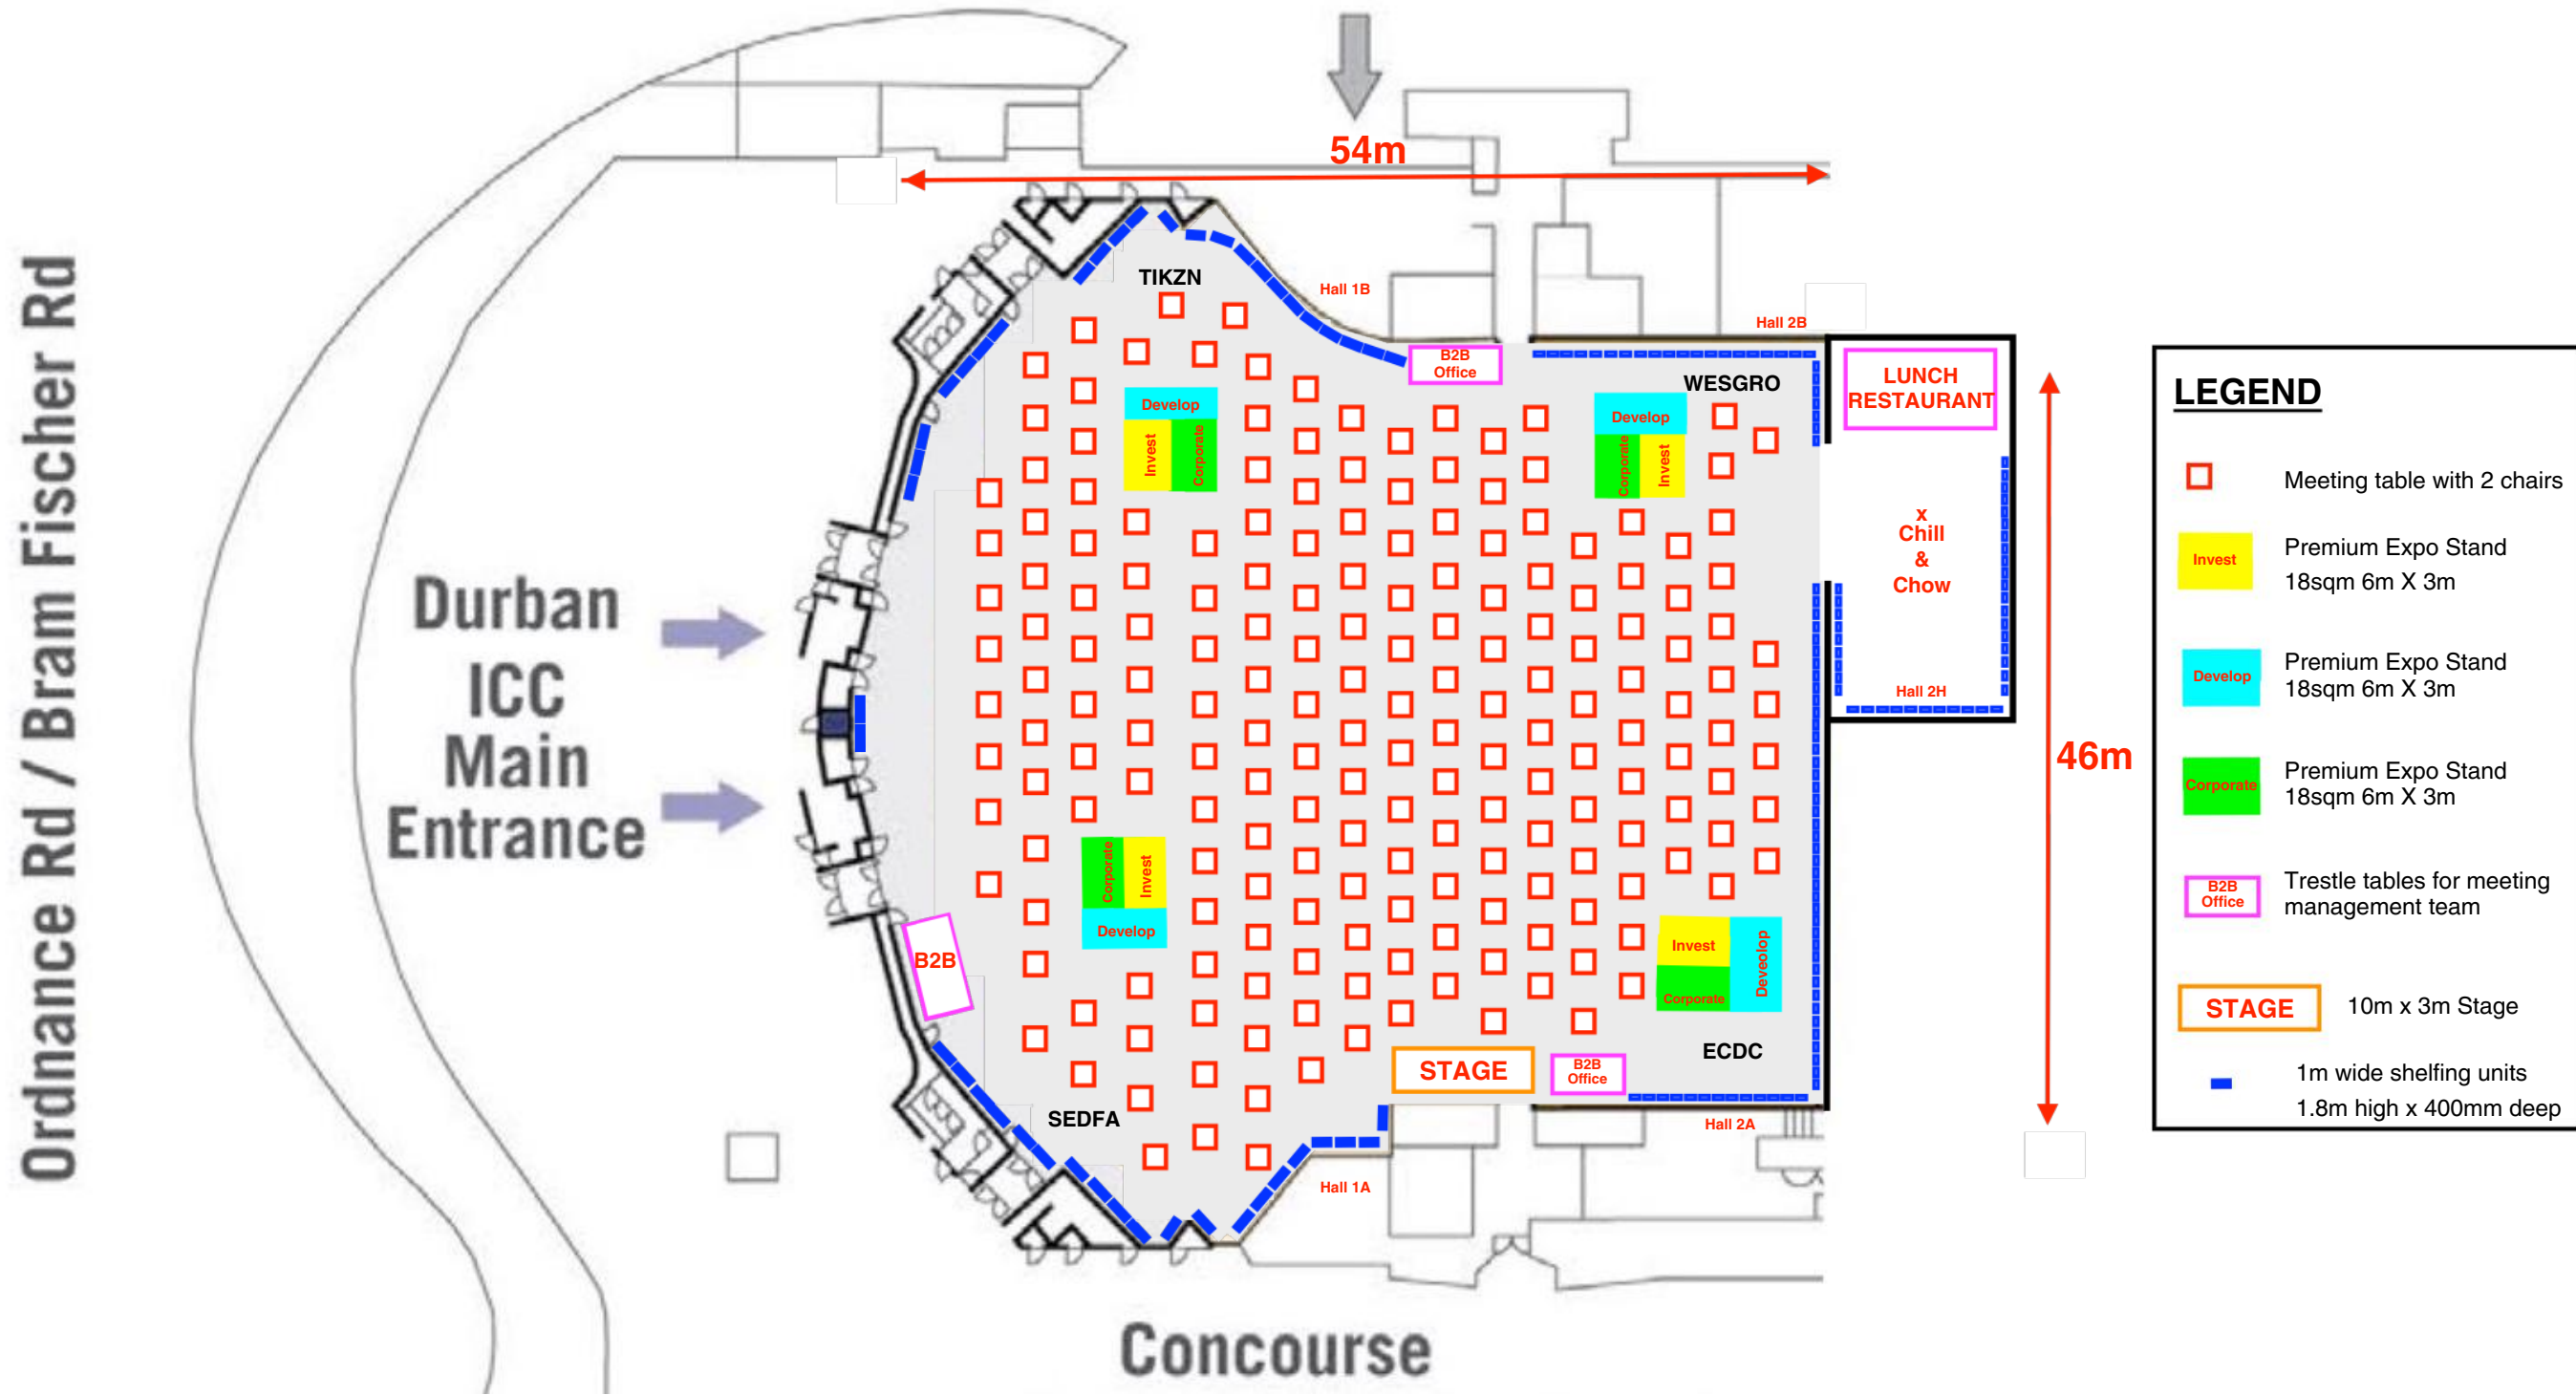 Ordnance Rd / Bram Fischer Rd
Durban
ICC
Main
Entrance
54m
TIKZN
Hall 1B
B2B
Office
Hall 2B
WESGRO
LUNCH
RESTAURANT
Develop
Invest
Corporate
Develop
Corporate
Invest
x
Chill
&
Chow
Hall 2H
46m
Corporate
Invest
Develop
B2B
Invest
Corporate
Deveolop
STAGE
B2B
Office
ECDC
SEDFA
Hall 2A
Hall 1A
Concourse
LEGEND
Meeting table with 2 chairs
Invest
Premium Expo Stand
18sqm 6m X 3m
Develop
Premium Expo Stand
18sqm 6m X 3m
Corporate
Premium Expo Stand
18sqm 6m X 3m
B2B
Office
Trestle tables for meeting
management team
STAGE
10m x 3m Stage
1m wide shelfing units
1.8m high x 400mm deep